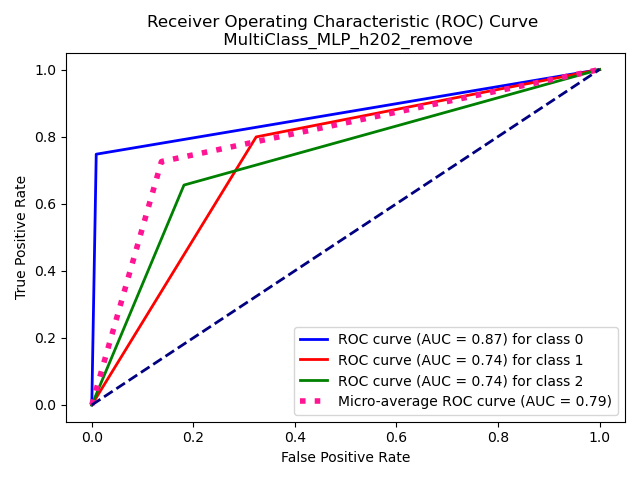 Receiver Operating Characteristic (ROC) Curve
MultiClass_MLP_h202_remove
1.0
0.8
0.6
0.4
0.2
0.0
True Positive Rate
0.0 0.2 0.4 0.6 0.8 1.0
False Positive Rate
ROC curve (AUC = 0.87) for class 0
ROC curve (AUC = 0.74) for class 1
ROC curve (AUC = 0.74) for class 2
Micro-average ROC curve (AUC = 0.79)